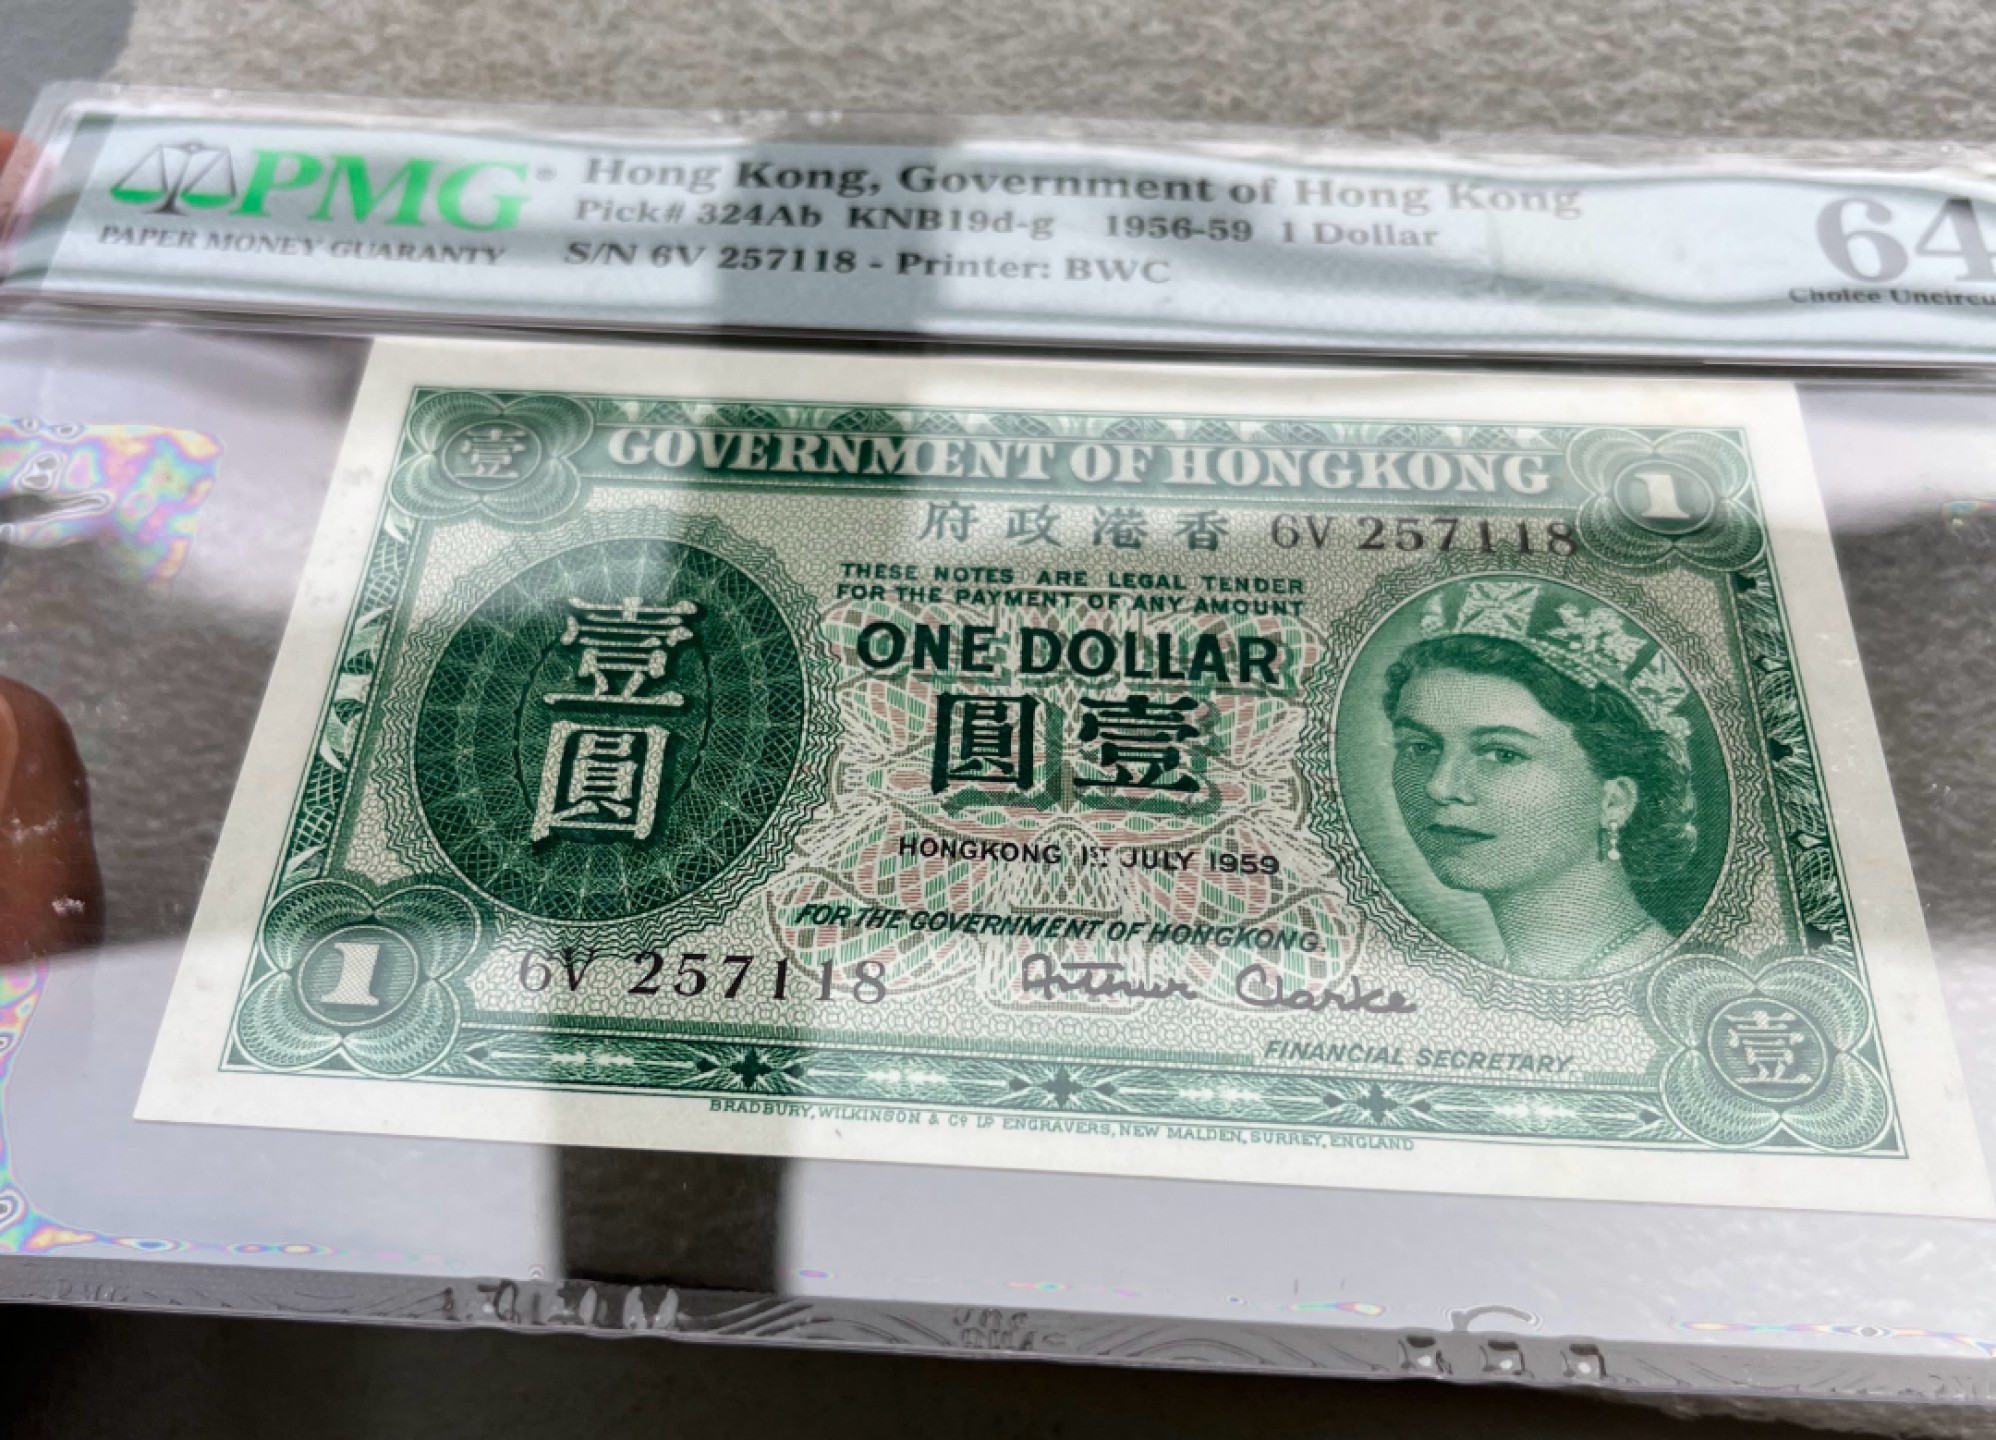 PMG
PAPER MONEY GUARANTY
Hong Kong, Government of Hong Kong
Pick# 324Ab KNB19d-g 1956-59 1 Dollar
S/N 6V 257118 - Printer: BWC
64
Choice
壹
GOVERNMENT OF HONGKONG
1
府政港香 6V 257118
THESE NOTES ARE LEGAL TENDER
FOR THE PAYMENT OF ANY AMOUNT
ONE DOLLAR
圓壹
壹
圓
HONGKONG 1ST JULY 1959
FOR THE GOVERNMENT OF HONGKONG.
1
6V 257118
Arthur Clarke
FINANCIAL SECRETARY.
壹
BRADBURY, WILKINSON & Co LD ENGRAVERS, NEW MALDEN, SURREY, ENGLAND